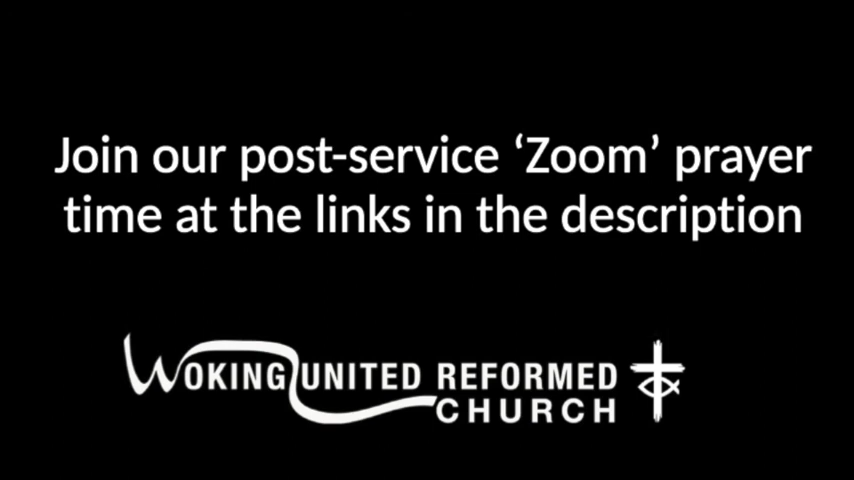 Join our post-service ‘Zoom’ prayer
time at the links in the description
WOKING UNITED REFORMED
CHURCH